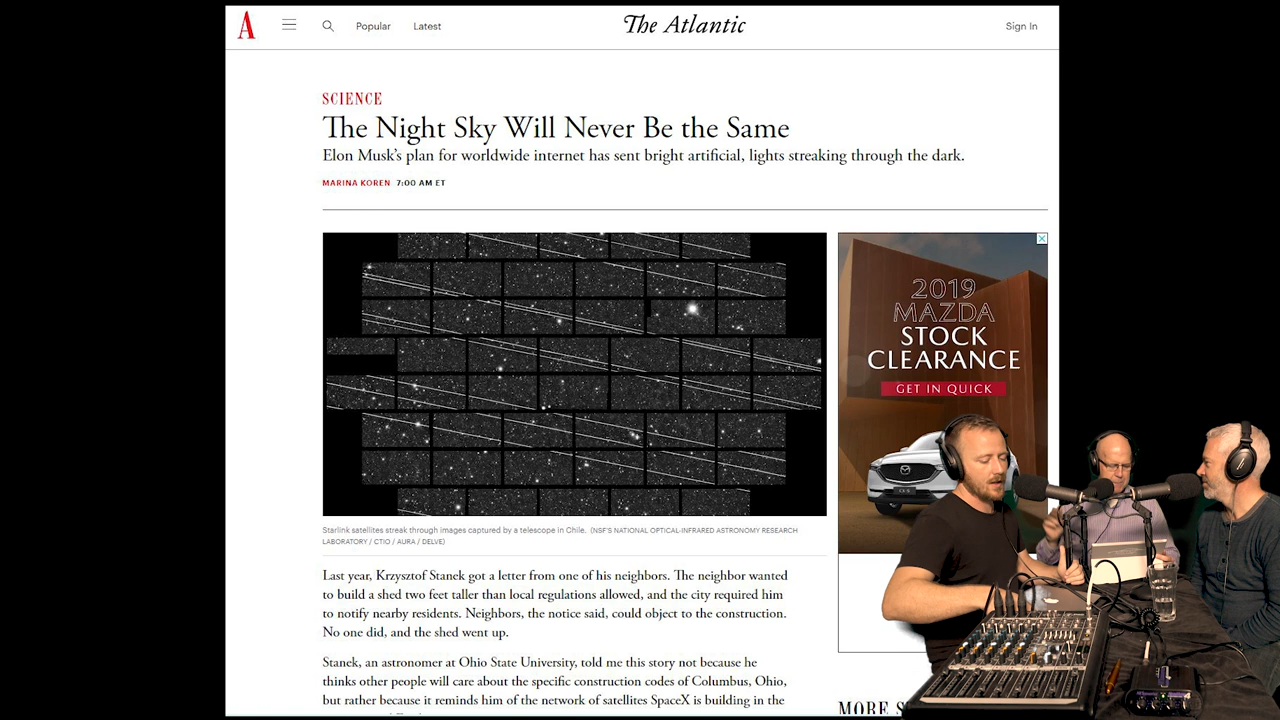 A
Popular
Latest
The Atlantic
Sign In
SCIENCE
The Night Sky Will Never Be the Same
Elon Musk's plan for worldwide internet has sent bright artificial, lights streaking through the dark.
MARINA KOREN 7:00 AM ET
2019
MAZDA
STOCK
CLEARANCE
GET IN QUICK
Starlink satellites streak through images captured by a telescope in Chile. (NSF'S NATIONAL OPTICAL-INFRARED ASTRONOMY RESEARCH
LABORATORY / CTIO / AURA / DELVE)
Last year, Krzysztof Stanek got a letter from one of his neighbors. The neighbor wanted
to build a shed two feet taller than local regulations allowed, and the city required him
to notify nearby residents. Neighbors, the notice said, could object to the construction.
No one did, and the shed went up.
Stanek, an astronomer at Ohio State University, told me this story not because he
thinks other people will care about the specific construction codes of Columbus, Ohio,
but rather because it reminds him of the network of satellites SpaceX is building in the
MORE